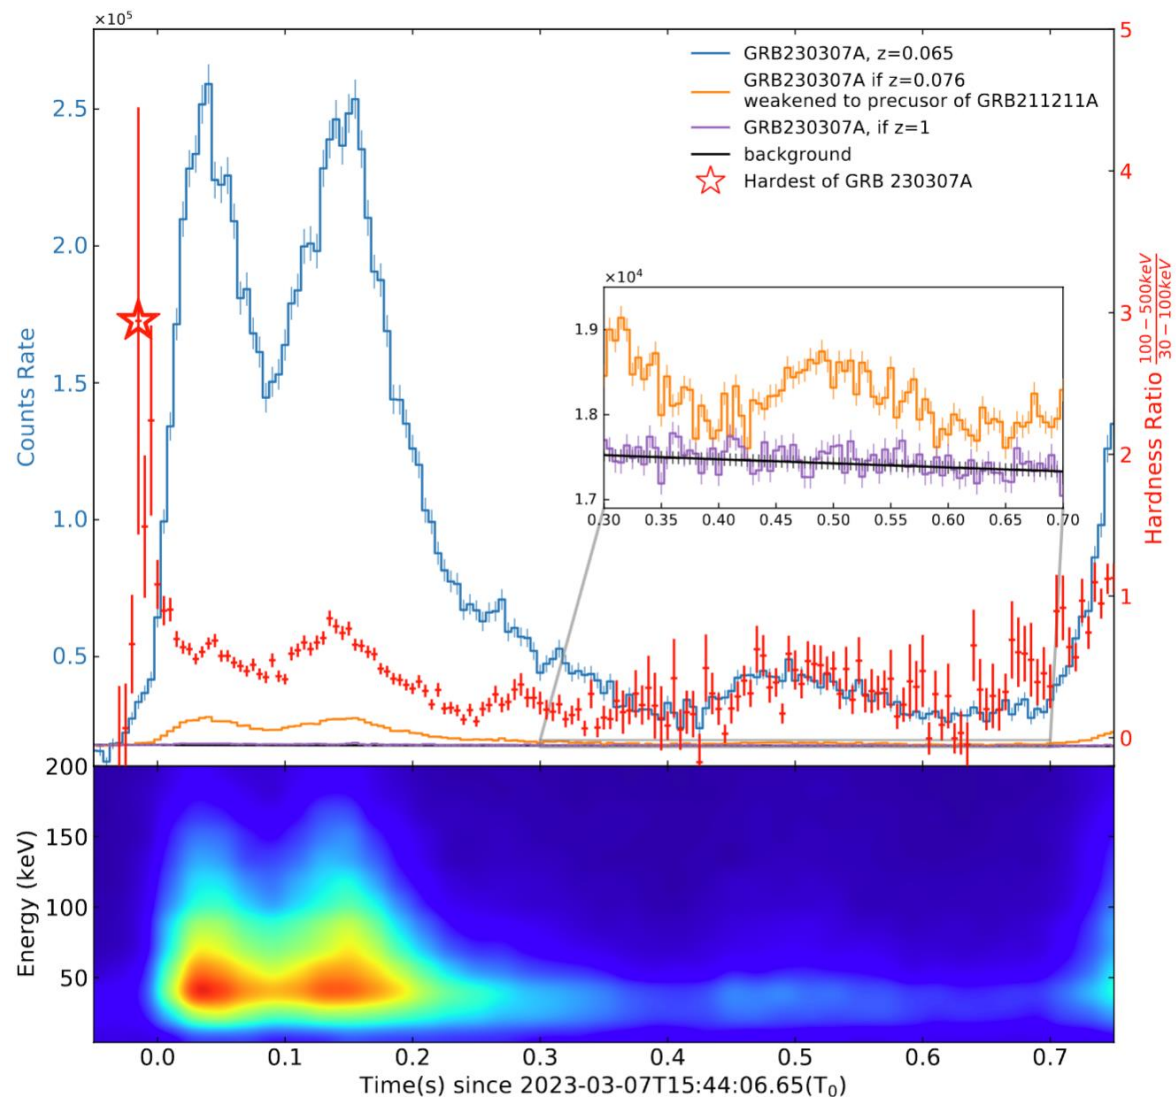 ×10⁵
GRB230307A, z=0.065
GRB230307A if z=0.076
weakened to precusor of GRB211211A
GRB230307A, if z=1
background
Hardest of GRB 230307A
Counts Rate
2.5
2.0
1.5
1.0
0.5
5
4
3
2
1
0
Hardness Ratio 100−500keV / 30−100keV
×10⁴
1.9
1.8
1.7
0.30 0.35 0.40 0.45 0.50 0.55 0.60 0.65 0.70
Energy (keV)
200
150
100
50
0.0 0.1 0.2 0.3 0.4 0.5 0.6 0.7
Time(s) since 2023-03-07T15:44:06.65(T₀)